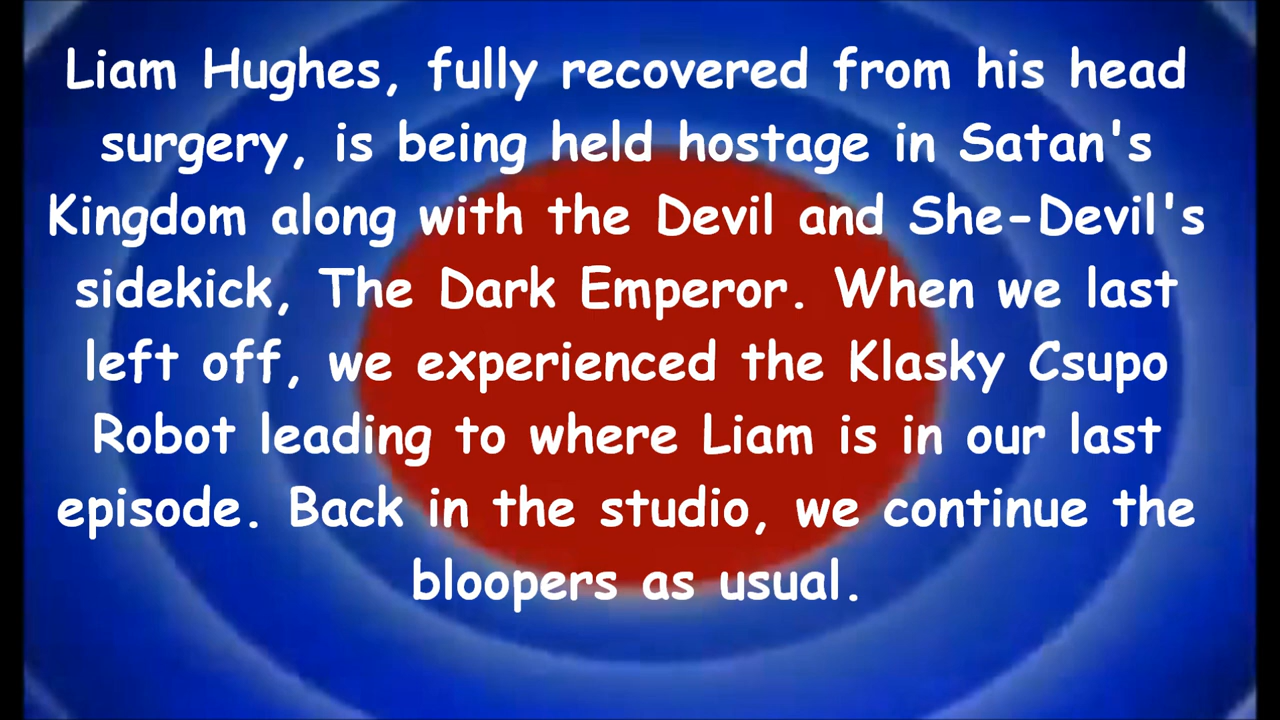 Liam Hughes, fully recovered from his head
surgery, is being held hostage in Satan's
Kingdom along with the Devil and She-Devil's
sidekick, The Dark Emperor. When we last
left off, we experienced the Klasky Csupo
Robot leading to where Liam is in our last
episode. Back in the studio, we continue the
bloopers as usual.